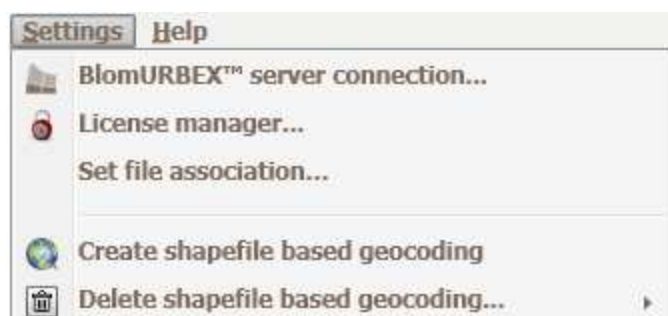 Settings Help
BlomURBEX™ server connection...
License manager...
Set file association...
Create shapefile based geocoding
Delete shapefile based geocoding...